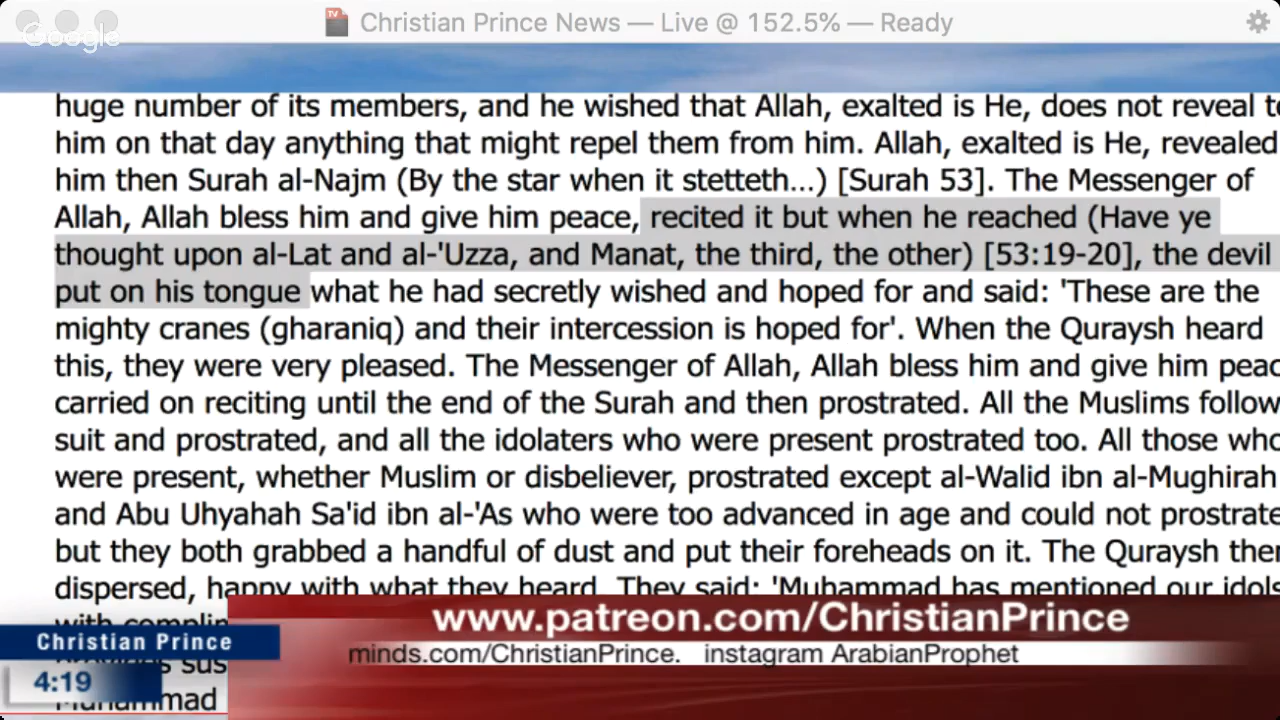 Christian Prince News — Live @ 152.5% — Ready
Google
huge number of its members, and he wished that Allah, exalted is He, does not reveal t
him on that day anything that might repel them from him. Allah, exalted is He, revealed
him then Surah al-Najm (By the star when it stetteth...) [Surah 53]. The Messenger of
Allah, Allah bless him and give him peace, recited it but when he reached (Have ye
thought upon al-Lat and al-'Uzza, and Manat, the third, the other) [53:19-20], the devil
put on his tongue what he had secretly wished and hoped for and said: 'These are the
mighty cranes (gharaniq) and their intercession is hoped for'. When the Quraysh heard
this, they were very pleased. The Messenger of Allah, Allah bless him and give him peac
carried on reciting until the end of the Surah and then prostrated. All the Muslims follow
suit and prostrated, and all the idolaters who were present prostrated too. All those who
were present, whether Muslim or disbeliever, prostrated except al-Walid ibn al-Mughirah
and Abu Uhyahah Sa'id ibn al-'As who were too advanced in age and could not prostrate
but they both grabbed a handful of dust and put their foreheads on it. The Quraysh then
dispersed, happy with what they heard. They said: 'Muhammad has mentioned our idols
www.patreon.com/ChristianPrince
Christian Prince
minds.com/ChristianPrince. instagram ArabianProphet
4:19